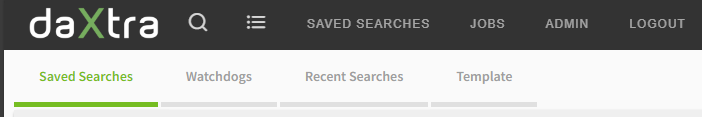 daXtra SAVED SEARCHES JOBS ADMIN LOGOUT
Saved Searches Watchdogs Recent Searches Template